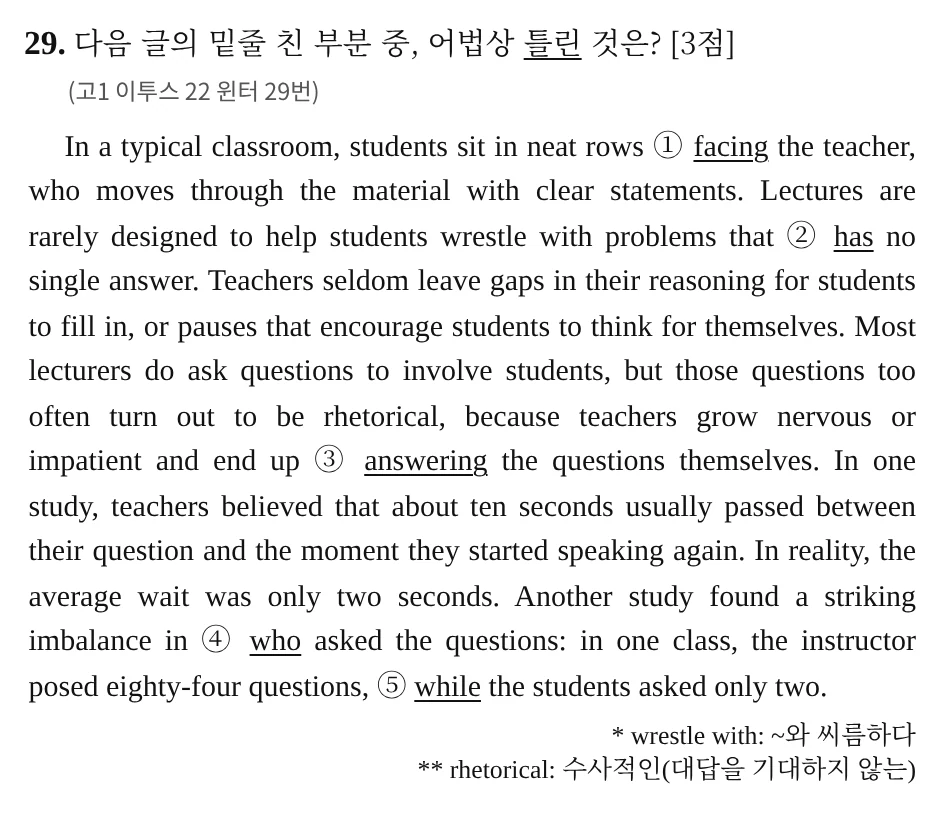 29. 다음 글의 밑줄 친 부분 중, 어법상 틀린 것은? [3점]
(고1 이투스 22 윈터 29번)
In a typical classroom, students sit in neat rows ① facing the teacher,
who moves through the material with clear statements. Lectures are
rarely designed to help students wrestle with problems that ② has no
single answer. Teachers seldom leave gaps in their reasoning for students
to fill in, or pauses that encourage students to think for themselves. Most
lecturers do ask questions to involve students, but those questions too
often turn out to be rhetorical, because teachers grow nervous or
impatient and end up ③ answering the questions themselves. In one
study, teachers believed that about ten seconds usually passed between
their question and the moment they started speaking again. In reality, the
average wait was only two seconds. Another study found a striking
imbalance in ④ who asked the questions: in one class, the instructor
posed eighty-four questions, ⑤ while the students asked only two.
* wrestle with: ~와 씨름하다
** rhetorical: 수사적인(대답을 기대하지 않는)